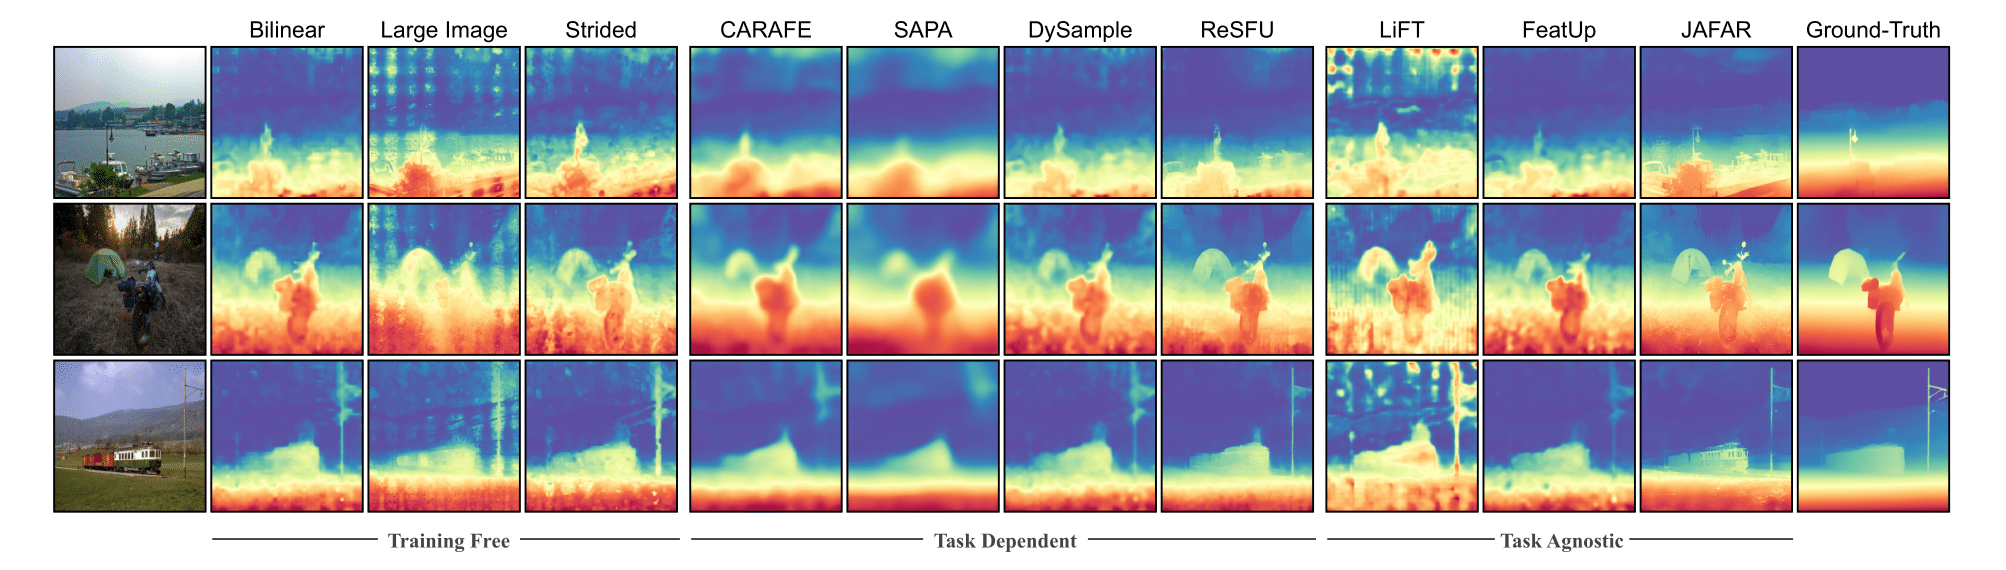 Bilinear Large Image Strided CARAFE SAPA DySample ReSFU LiFT FeatUp JAFAR Ground-Truth
Training Free Task Dependent Task Agnostic